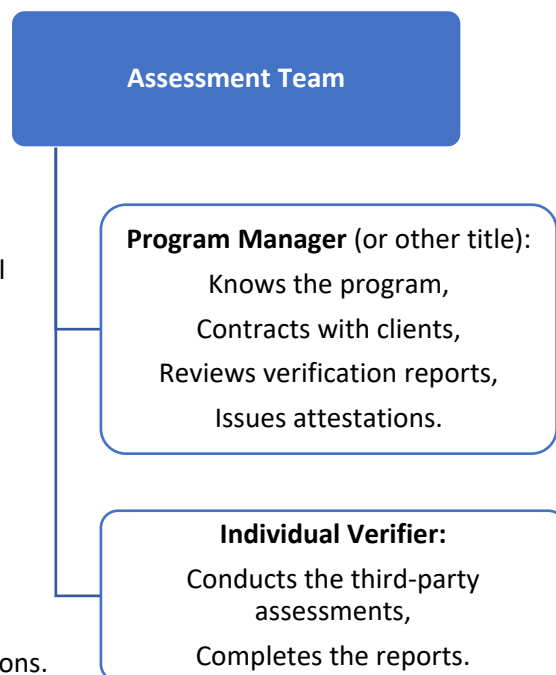 Assessment Team
Program Manager (or other title):
Knows the program,
Contracts with clients,
Reviews verification reports,
Issues attestations.
Individual Verifier:
Conducts the third-party
assessments,
Completes the reports.